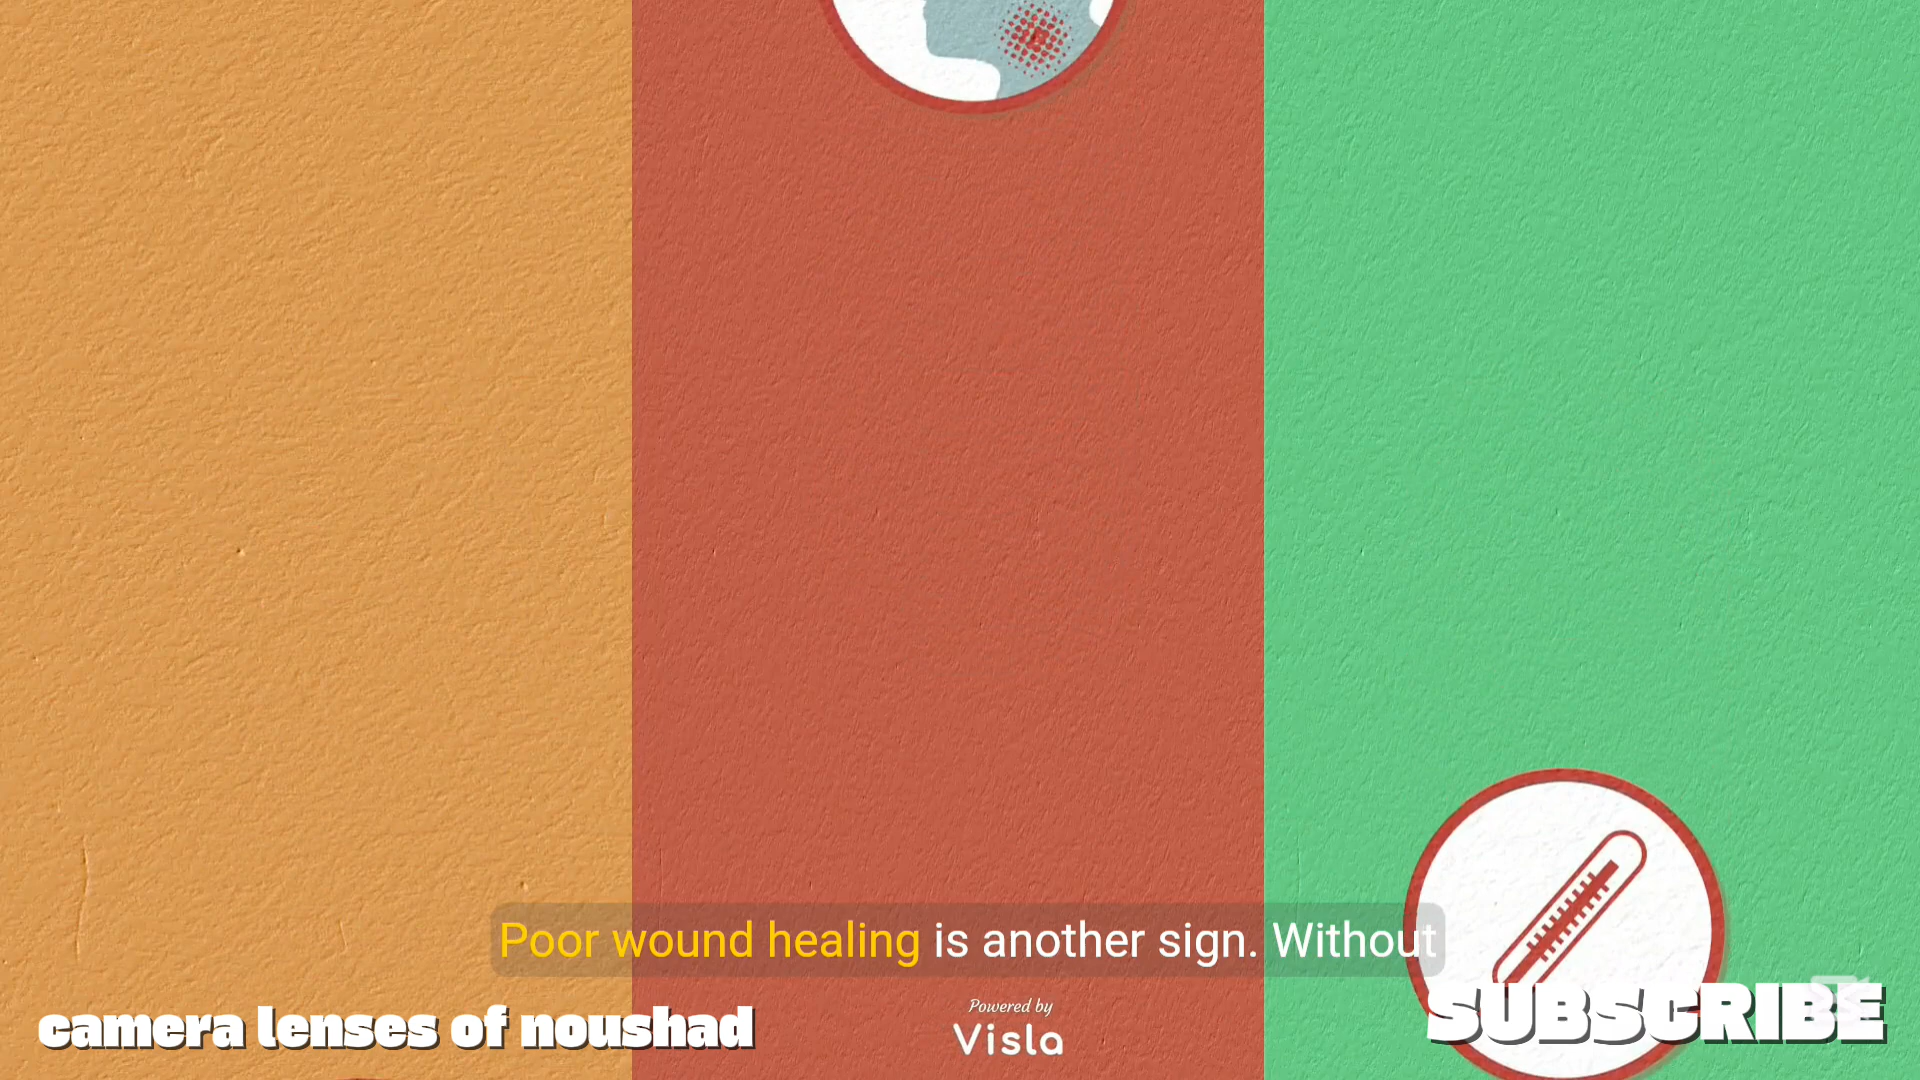 Poor wound healing is another sign. Without
camera lenses of noushad
Powered by
Visla
SUBSCRIBE